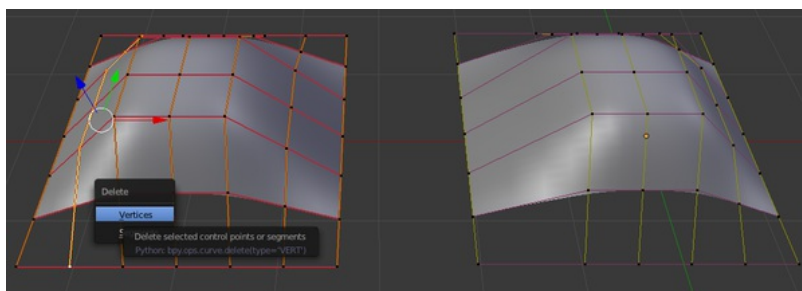 Delete
Vertices
Delete selected control points or segments
Python: bpy.ops.curve.delete(type="VERT")